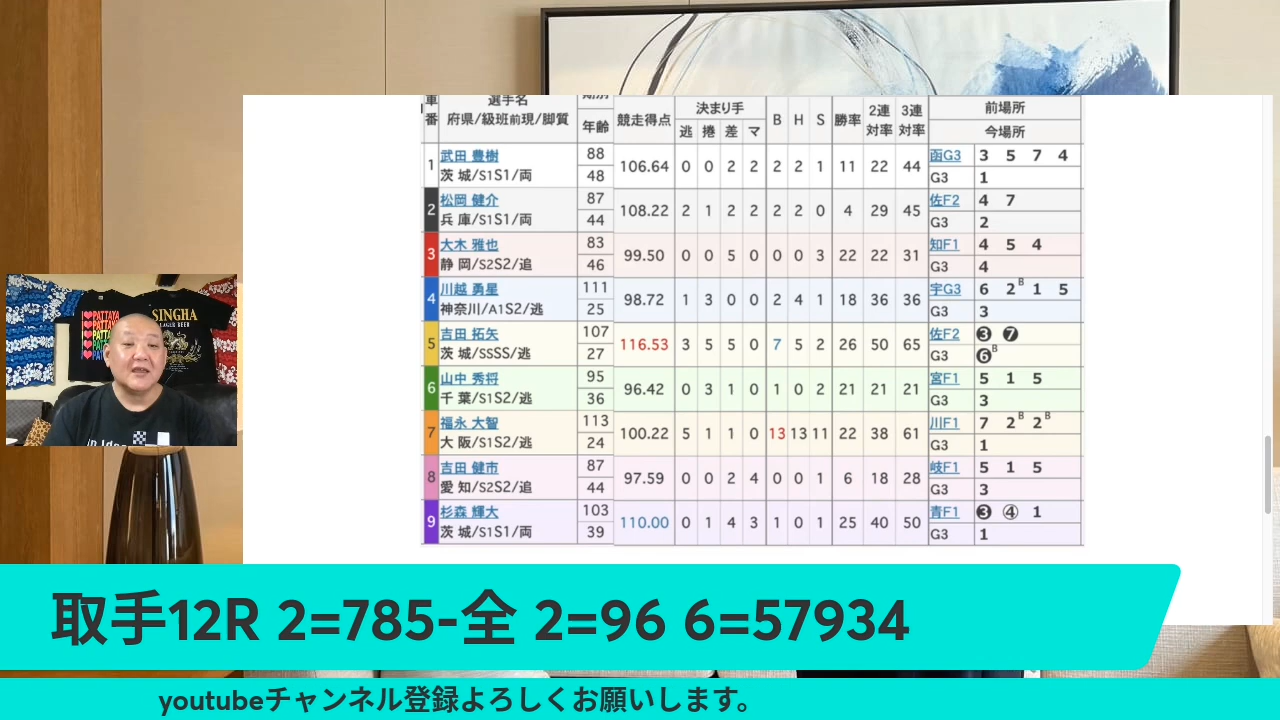 車番 選手名 府県/級班前現/脚質 期別 年齢 競走得点 決まり手 逃 捲 差 マ B H S 勝率 2連対率 3連対率 前場所 今場所
1 武田 豊樹 88 106.64 0 0 2 2 2 2 1 11 22 44 函G3 3 5 7 4
茨 城/S1S1/両 48 G3 1
2 松岡 健介 87 108.22 2 1 2 2 2 2 0 4 29 45 佐F2 4 7
兵 庫/S1S1/両 44 G3 2
3 大木 雅也 83 99.50 0 0 5 0 0 0 3 22 22 31 知F1 4 5 4
静 岡/S2S2/追 46 G3 4
4 川越 勇星 111 98.72 1 3 0 0 2 4 1 18 36 36 宇G3 6 2B 1 5
神奈川/A1S2/逃 25 G3 3
5 吉田 拓矢 107 116.53 3 5 5 0 7 5 2 26 50 65 佐F2 ❸ ❼
茨 城/SSSS/逃 27 G3 ❻B
6 山中 秀将 95 96.42 0 3 1 0 1 0 2 21 21 21 宮F1 5 1 5
千 葉/S1S2/逃 36 G3 3
7 福永 大智 113 100.22 5 1 1 0 13 13 11 22 38 61 川F1 7 2B 2B
大 阪/S1S2/逃 24 G3 1
8 吉田 健市 87 97.59 0 0 2 4 0 0 1 6 18 28 岐F1 5 1 5
愛 知/S2S2/追 44 G3 3
9 杉森 輝大 103 110.00 0 1 4 3 1 0 1 25 40 50 青F1 ❸ ④ 1
茨 城/S1S1/両 39 G3 1
PATTAYA
PATTAYA
SINGHA
LAGER BEER
取手12R 2=785-全 2=96 6=57934
youtubeチャンネル登録よろしくお願いします。